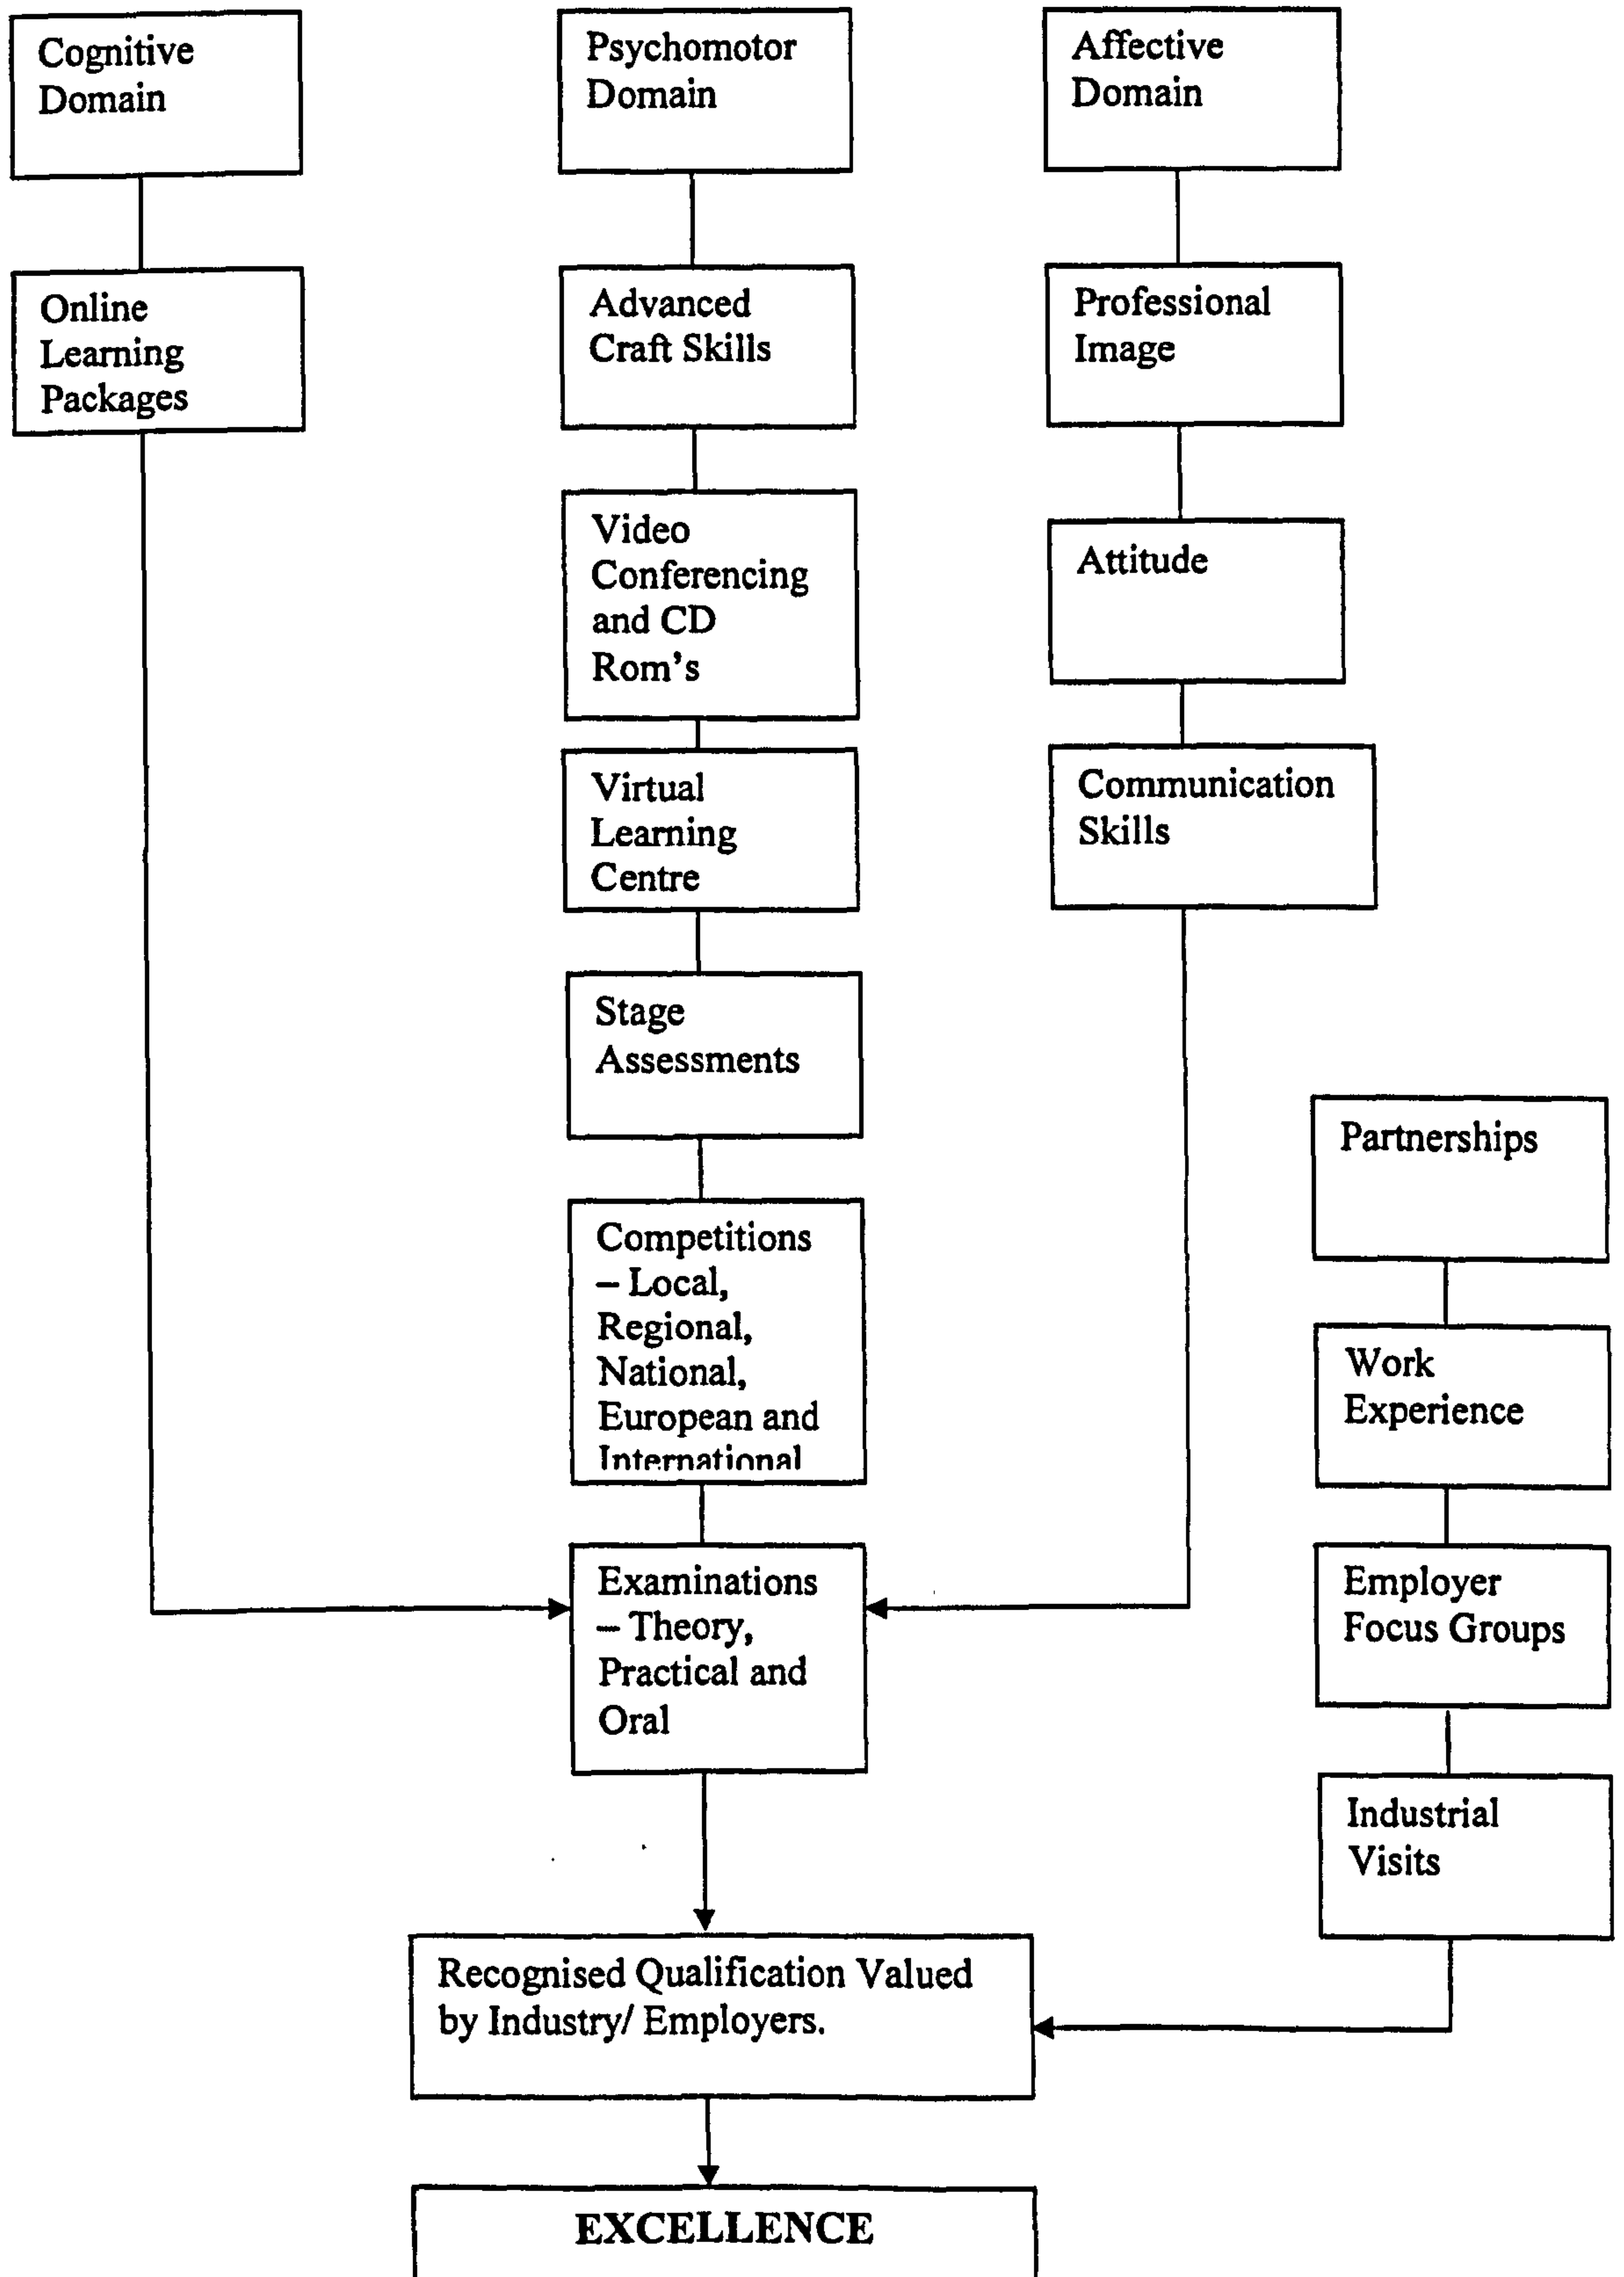 Cognitive
Domain
Psychomotor
Domain
Affective
Domain
Online
Learning
Packages
Advanced
Craft Skills
Professional
Image
Video
Conferencing
and CD
Rom's
Attitude
Virtual
Learning
Centre
Communication
Skills
Stage
Assessments
Partnerships
Competitions
– Local,
Regional,
National,
European and
International
Work
Experience
Examinations
– Theory,
Practical and
Oral
Employer
Focus Groups
Industrial
Visits
Recognised Qualification Valued
by Industry/ Employers.
EXCELLENCE